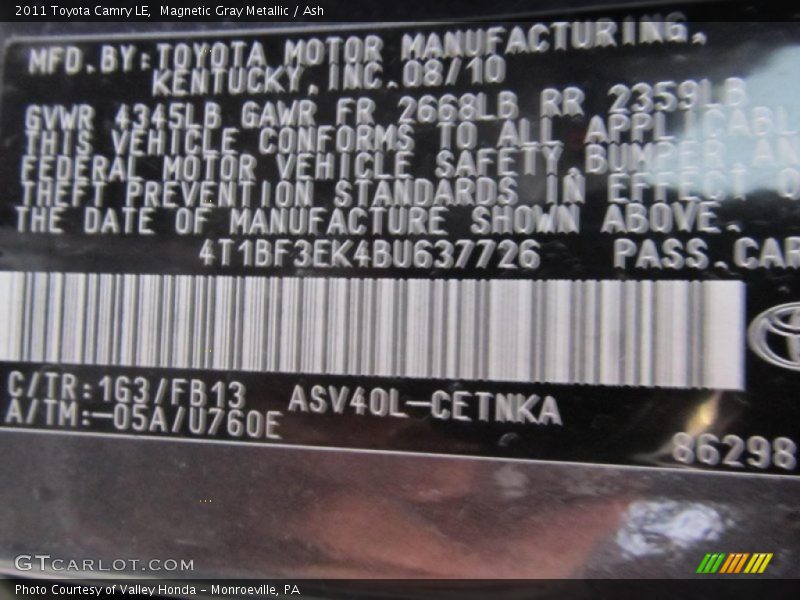 2011 Toyota Camry LE,  Magnetic Gray Metallic / Ash
MFD.BY:TOYOTA MOTOR MANUFACTURING,
KENTUCKY,INC.08/10
GVWR 4345LB GAWR FR 2668LB RR 2359LB
THIS VEHICLE CONFORMS TO ALL APPLICABL
FEDERAL MOTOR VEHICLE SAFETY,BUMPER AN
THEFT PREVENTION STANDARDS IN EFFECT O
THE DATE OF MANUFACTURE SHOWN ABOVE.
4T1BF3EK4BU637726 PASS.CAR
C/TR:1G3/FB13 ASV40L-CETNKA
A/TM:-05A/U760E
86298
GTCARLOT.COM
Photo Courtesy of Valley Honda - Monroeville, PA